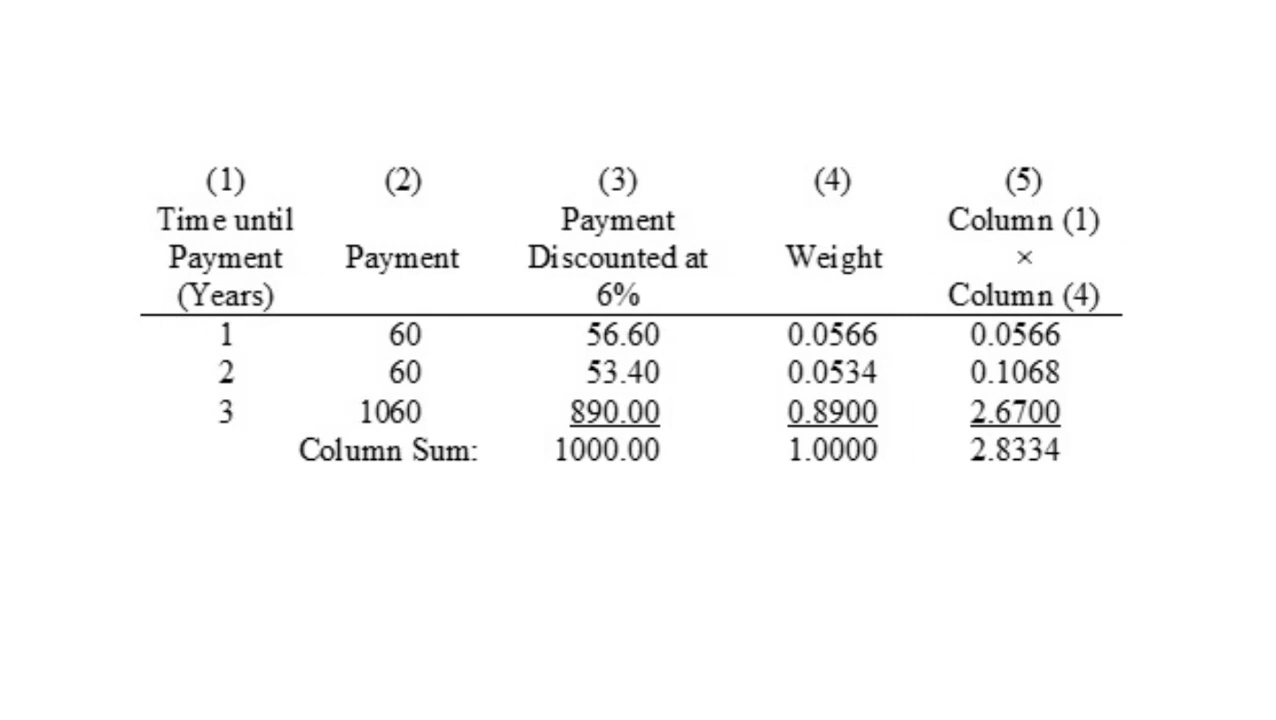 (1) (2) (3) (4) (5)
Time until Payment Column (1)
Payment Payment Discounted at Weight ×
(Years) 6% Column (4)
1 60 56.60 0.0566 0.0566
2 60 53.40 0.0534 0.1068
3 1060 890.00 0.8900 2.6700
Column Sum: 1000.00 1.0000 2.8334